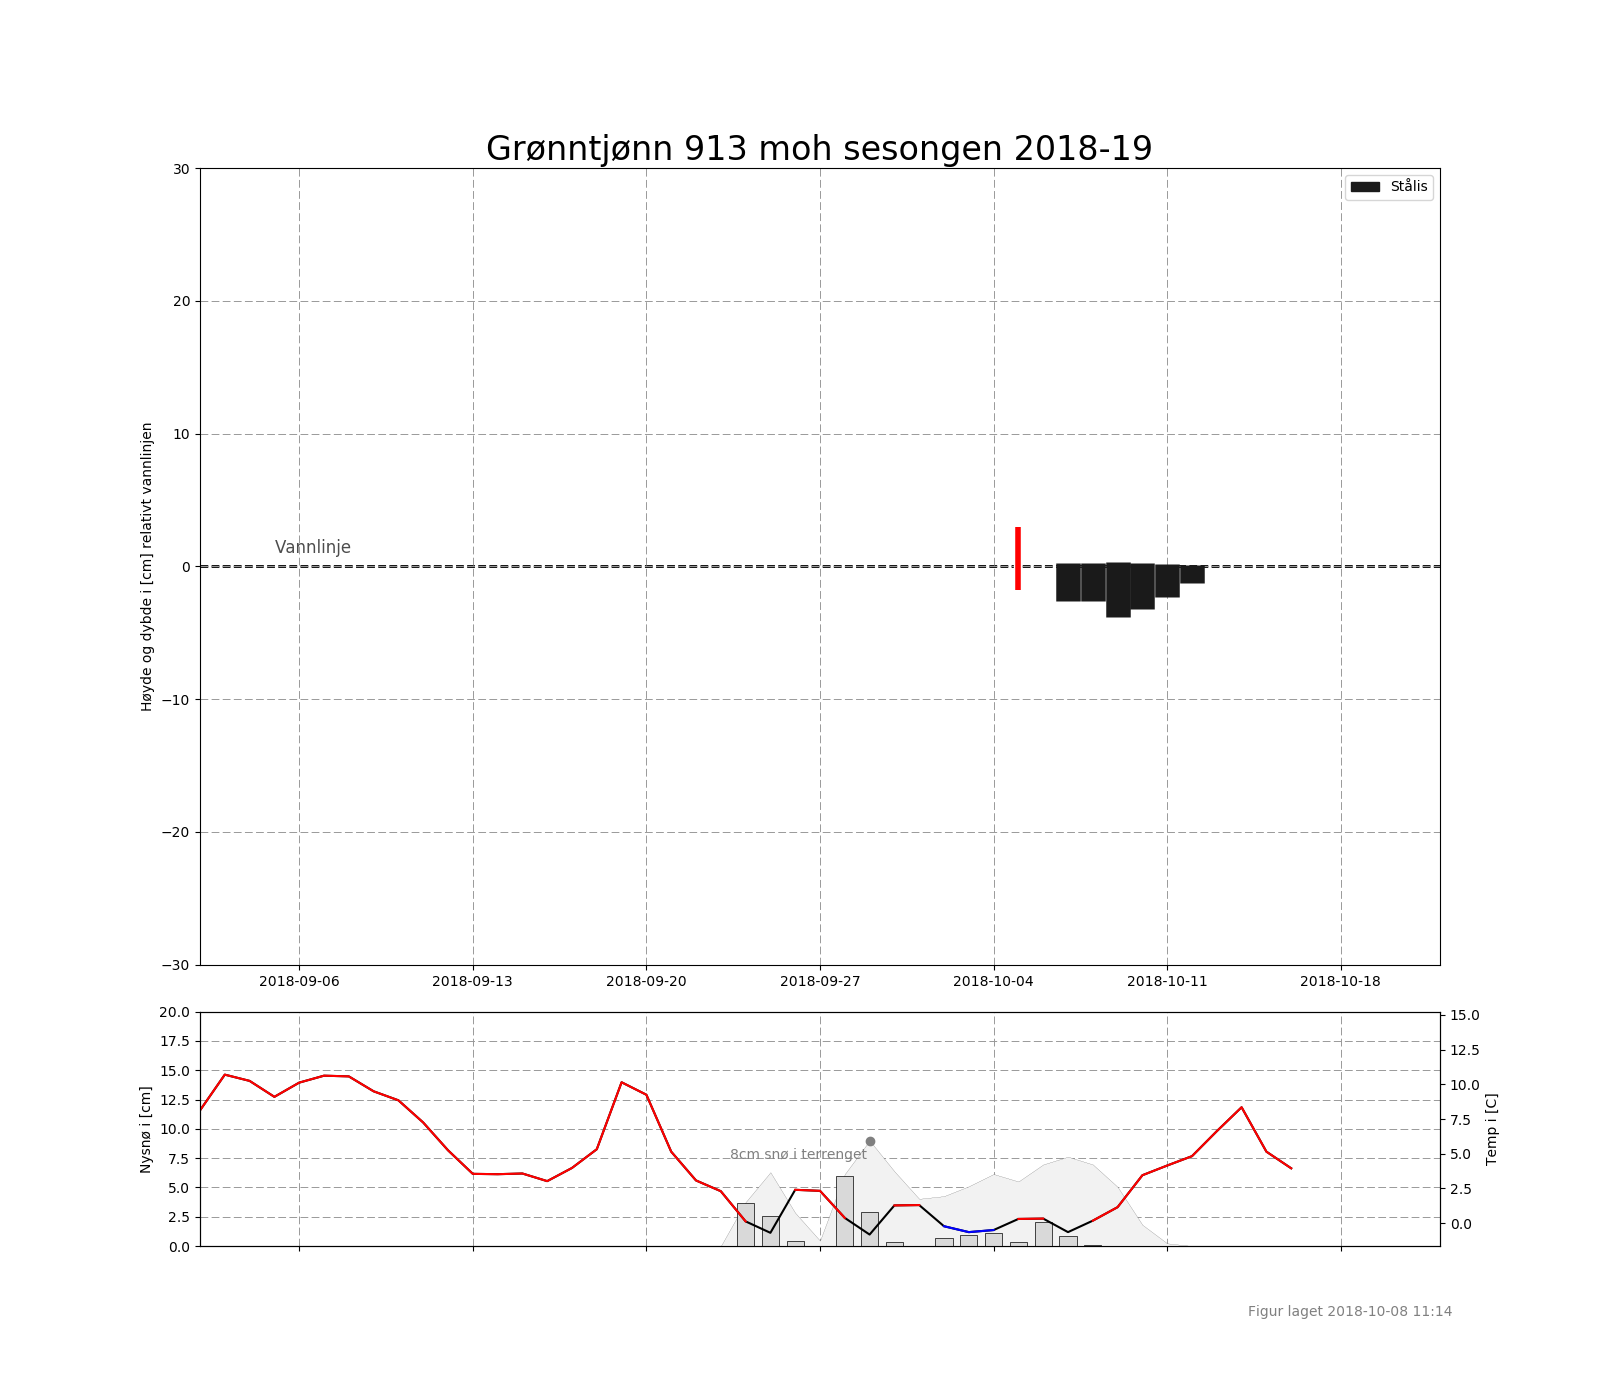 Grønntjønn 913 moh sesongen 2018-19
Stålis
30
20
10
0
−10
−20
−30
Høyde og dybde i [cm] relativt vannlinjen
Vannlinje
2018-09-06 2018-09-13 2018-09-20 2018-09-27 2018-10-04 2018-10-11 2018-10-18
20.0
17.5
15.0
12.5
10.0
7.5
5.0
2.5
0.0
Nysnø i [cm]
8cm snø i terrenget
15.0
12.5
10.0
7.5
5.0
2.5
0.0
Temp i [C]
Figur laget 2018-10-08 11:14